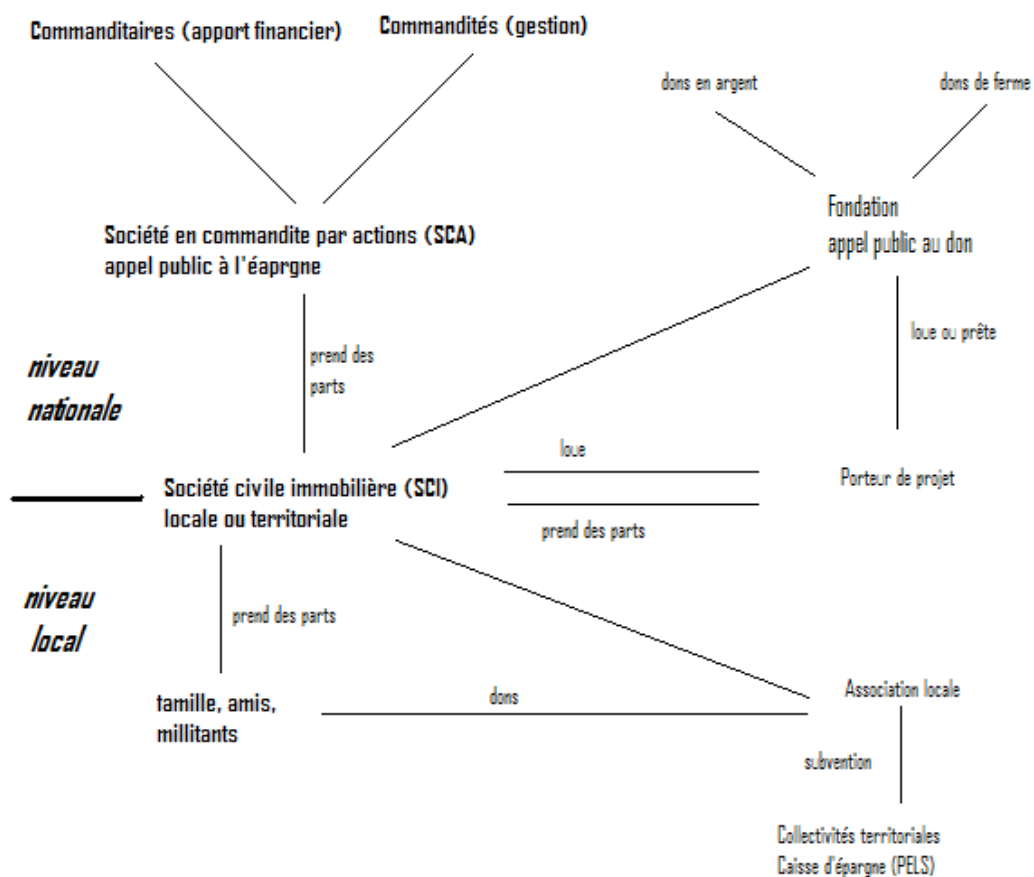 Commanditaires (apport financier)
Commandités (gestion)
dons en argent
dons de ferme
Société en commandite par actions (SCA)
appel public à l'éaprgne
Fondation
appel public au don
prend des
parts
loue ou prête
niveau
nationale
loue
Société civile immobilière (SCI)
locale ou territoriale
Porteur de projet
prend des parts
niveau
local
prend des parts
famille, amis,
millitants
dons
Association locale
subvention
Collectivités territoriales
Caisse d'épargne (PELS)